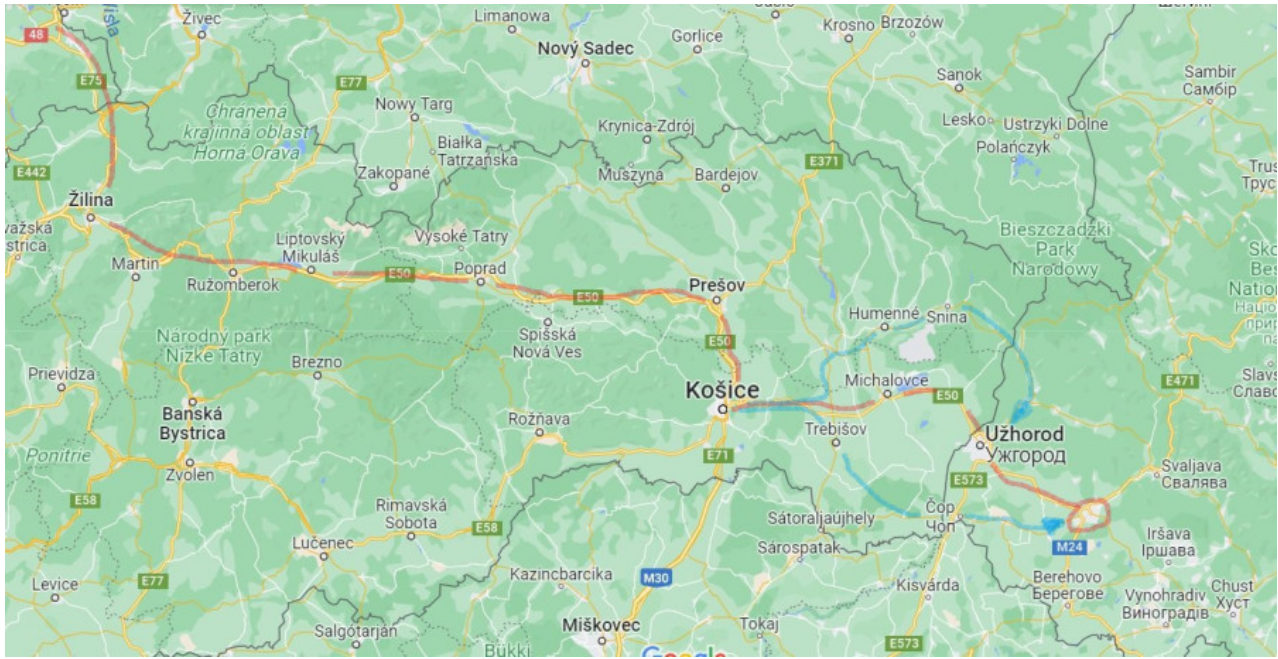 Živec
Limanowa
48
Nový Sadec
Gorlice
Krosno
Brzozów
E75
E77
Sanok
Sambir
Самбір
Chránená
krajinná oblast
Horná Orava
Nowy Targ
Lesko
Ustrzyki Dolne
Krynica-Zdrój
Białka
Tatrzańska
Polańczyk
E442
Zakopané
Muszyna
Bardejov
E371
Žilina
Bieszczadzki
Park
Narodowy
Vysoké Tatry
Liptovský
Mikuláš
Martin
Ružomberok
E50
Poprad
E50
Prešov
Humenné
Snina
Národný park
Nízke Tatry
Spišská
Nová Ves
E50
Brezno
Prievidza
Michalovce
E50
E471
Košice
Banská
Bystrica
Rožňava
Trebišov
Užhorod
Ужгород
Ponitrie
Zvolen
E71
E573
Svaljava
Свалява
E58
Rimavská
Sobota
E58
Čop
Чоп
Sátoraljaújhely
Lučenec
Sárospatak
M24
Iršava
Іршава
Levice
E77
Kazincbarcika
M30
Kisvárda
Berehovo
Берегове
Vynohradiv
Виноградів
Chust
Хуст
Salgotarján
Miškovec
Tokaj
E573
Bükki
Google